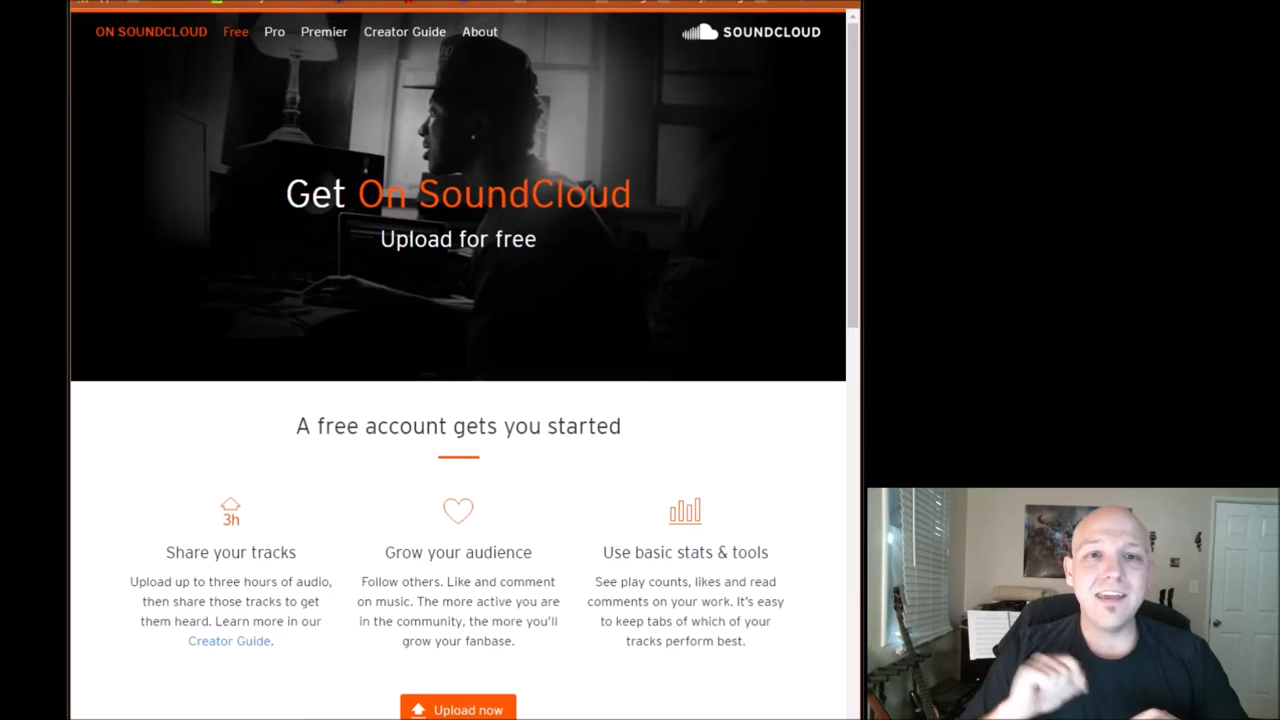 ON SOUNDCLOUD Free Pro Premier Creator Guide About SOUNDCLOUD
Get On SoundCloud
Upload for free
A free account gets you started
3h
Share your tracks
Upload up to three hours of audio,
then share those tracks to get
them heard. Learn more in our
Creator Guide.
Grow your audience
Follow others. Like and comment
on music. The more active you are
in the community, the more you'll
grow your fanbase.
Use basic stats & tools
See play counts, likes and read
comments on your work. It's easy
to keep tabs of which of your
tracks perform best.
Upload now